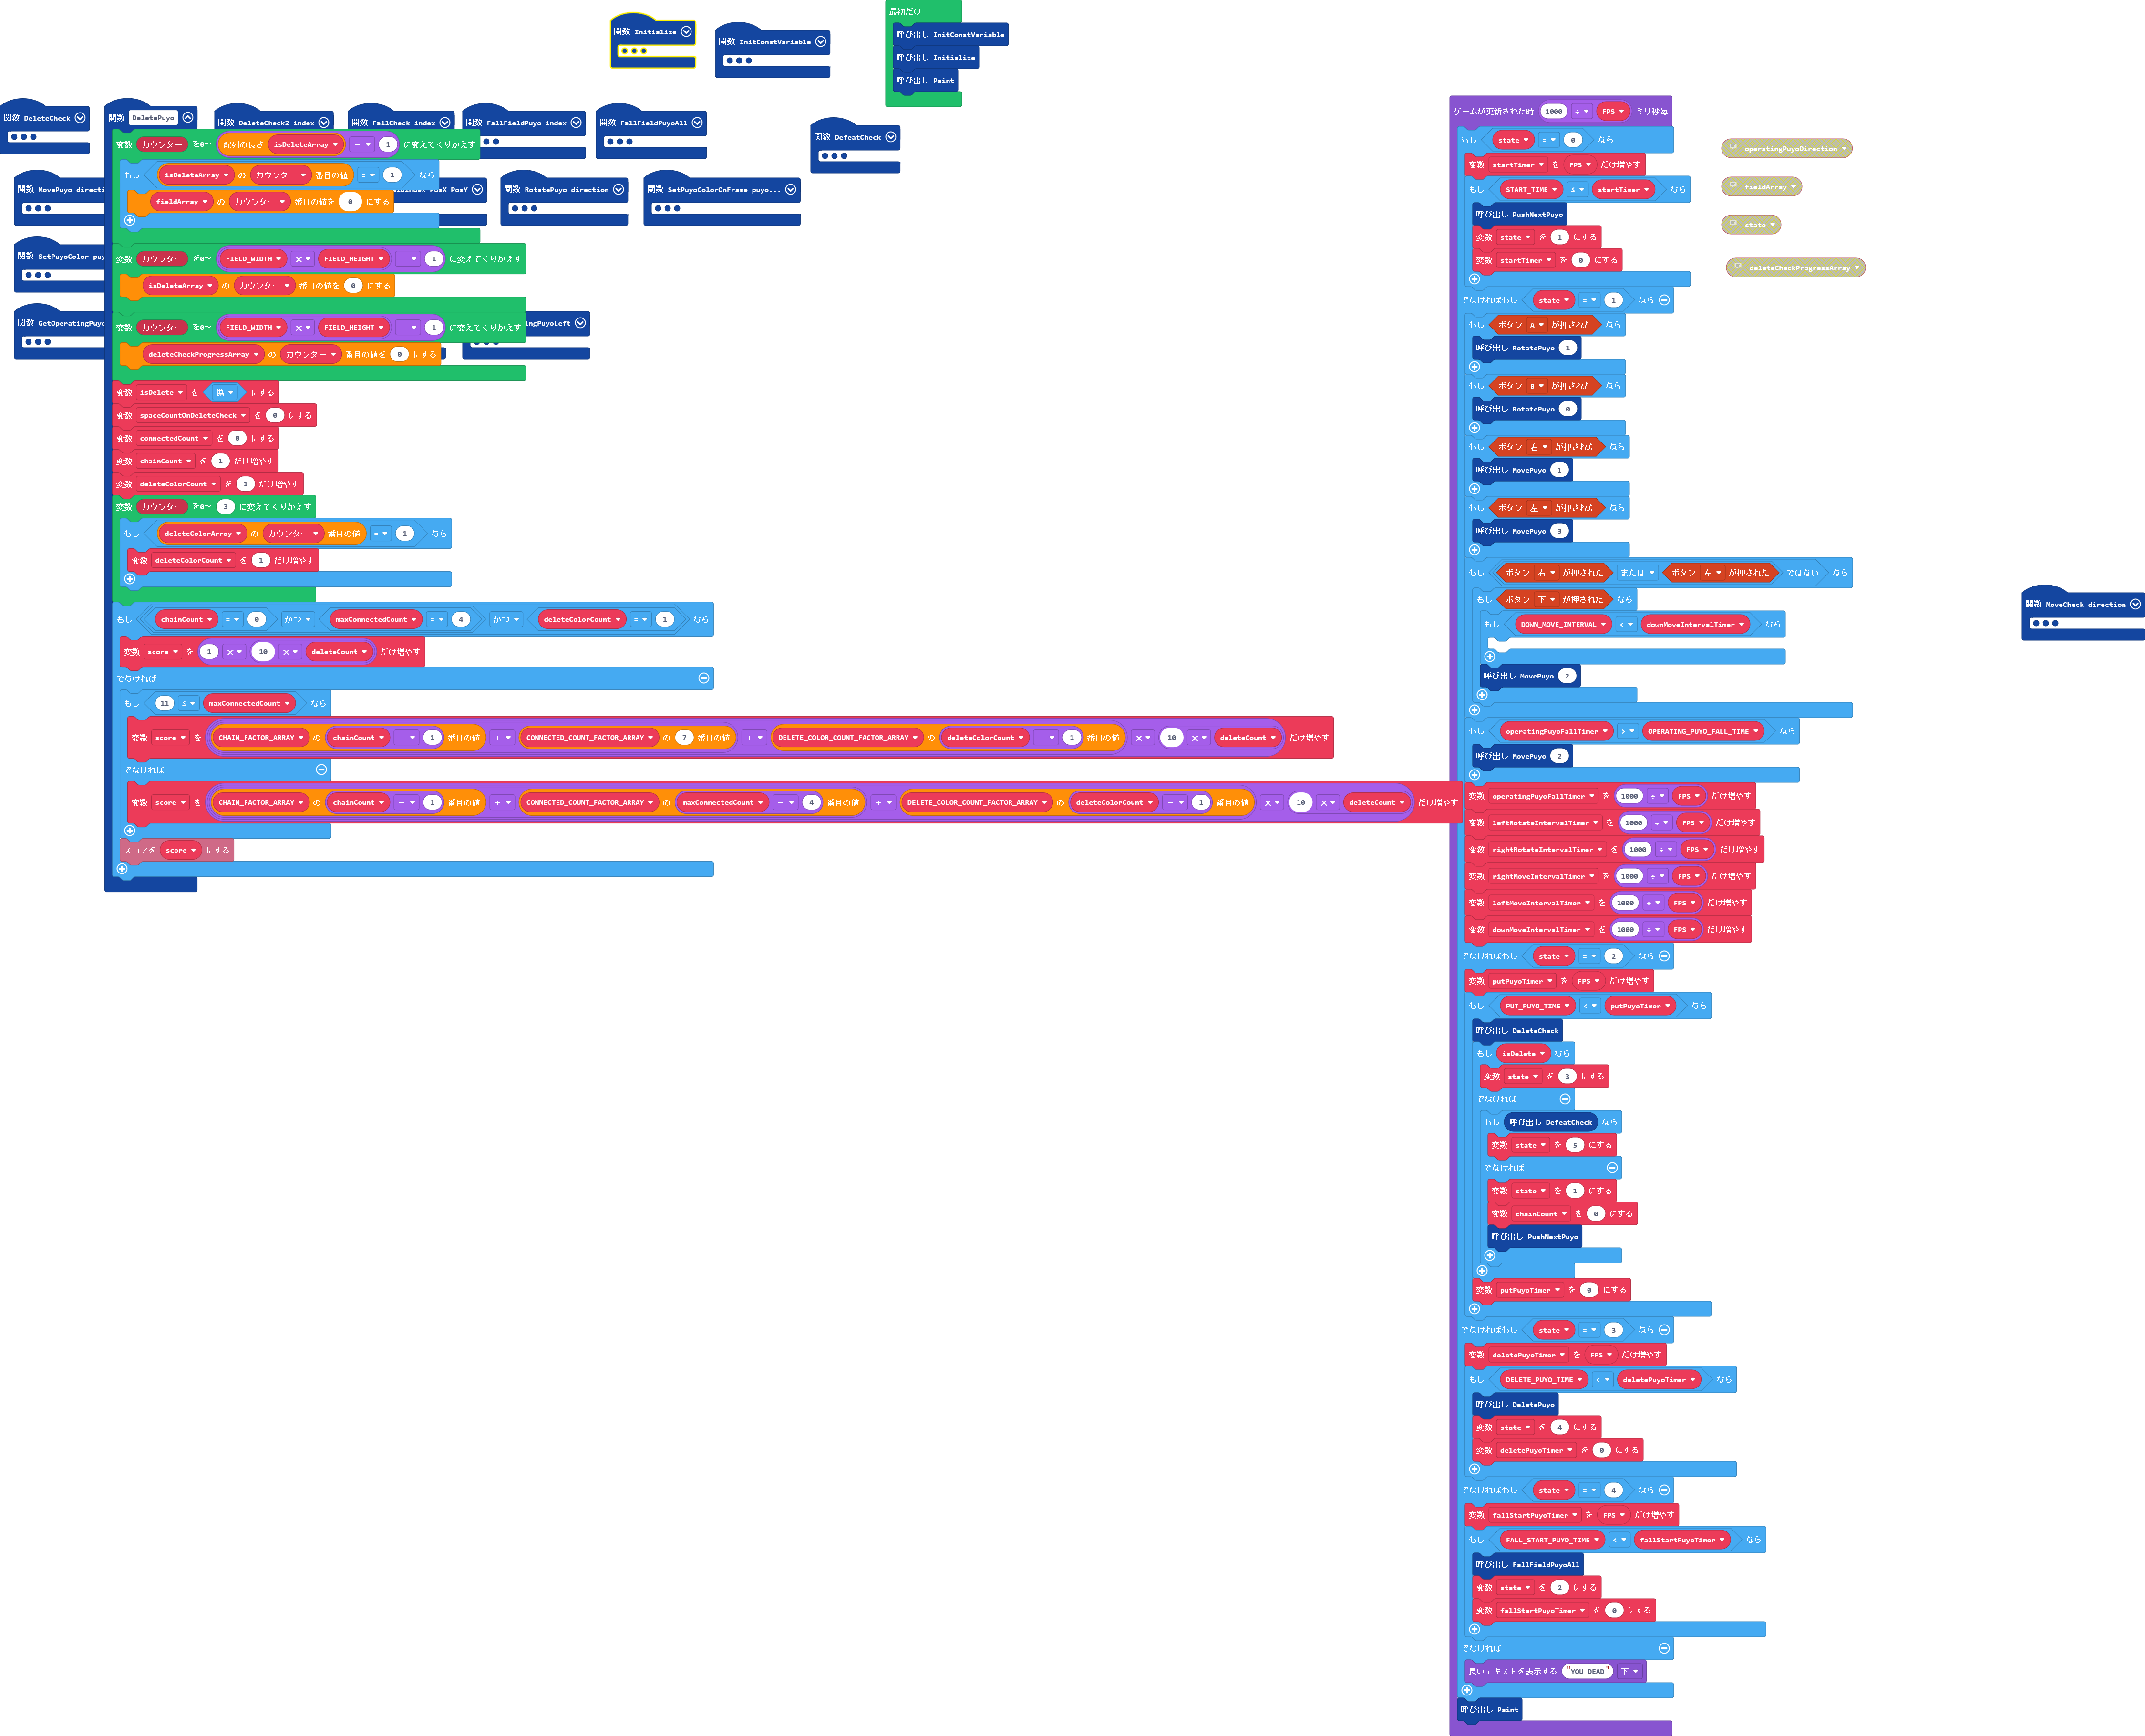 関数 Initialize
関数 InitConstVariable
最初だけ
呼び出し InitConstVariable
呼び出し Initialize
呼び出し Paint
関数 DeleteCheck
関数 DeletePuyo
関数 DeleteCheck2 index
関数 FallCheck index
関数 FallFieldPuyo index
関数 FallFieldPuyoAll
関数 DefeatCheck
関数 MovePuyo directi
PosX PosY
関数 RotatePuyo direction
関数 SetPuyoColorOnFrame puyo...
関数 SetPuyoColor puy
関数 GetOperatingPuyo
ngPuyoLeft
変数 カウンター を0〜 配列の長さ isDeleteArray − 1 に変えてくりかえす
もし isDeleteArray の カウンター 番目の値 = 1 なら
fieldArray の カウンター 番目の値を 0 にする
変数 カウンター を0〜 FIELD_WIDTH × FIELD_HEIGHT − 1 に変えてくりかえす
isDeleteArray の カウンター 番目の値を 0 にする
変数 カウンター を0〜 FIELD_WIDTH × FIELD_HEIGHT − 1 に変えてくりかえす
deleteCheckProgressArray の カウンター 番目の値を 0 にする
変数 isDelete を 偽 にする
変数 spaceCountOnDeleteCheck を 0 にする
変数 connectedCount を 0 にする
変数 chainCount を 1 だけ増やす
変数 deleteColorCount を 1 だけ増やす
変数 カウンター を0〜 3 に変えてくりかえす
もし deleteColorArray の カウンター 番目の値 = 1 なら
変数 deleteColorCount を 1 だけ増やす
もし chainCount = 0 かつ maxConnectedCount = 4 かつ deleteColorCount = 1 なら
変数 score を 1 × 10 × deleteCount だけ増やす
でなければ
もし 11 ≤ maxConnectedCount なら
変数 score を CHAIN_FACTOR_ARRAY の chainCount − 1 番目の値 + CONNECTED_COUNT_FACTOR_ARRAY の 7 番目の値 + DELETE_COLOR_COUNT_FACTOR_ARRAY の deleteColorCount − 1 番目の値 × 10 × deleteCount だけ増やす
でなければ
変数 score を CHAIN_FACTOR_ARRAY の chainCount − 1 番目の値 + CONNECTED_COUNT_FACTOR_ARRAY の maxConnectedCount − 4 番目の値 + DELETE_COLOR_COUNT_FACTOR_ARRAY の deleteColorCount − 1 番目の値 × 10 × deleteCount だけ増やす
スコアを score にする
ゲームが更新された時 1000 ÷ FPS ミリ秒毎
もし state = 0 なら
変数 startTimer を FPS だけ増やす
もし START_TIME ≤ startTimer なら
呼び出し PushNextPuyo
変数 state を 1 にする
変数 startTimer を 0 にする
でなければもし state = 1 なら
もし ボタン A が押された なら
呼び出し RotatePuyo 1
もし ボタン B が押された なら
呼び出し RotatePuyo 0
もし ボタン 右 が押された なら
呼び出し MovePuyo 1
もし ボタン 左 が押された なら
呼び出し MovePuyo 3
もし ボタン 右 が押された または ボタン 左 が押された ではない なら
もし ボタン 下 が押された なら
もし DOWN_MOVE_INTERVAL < downMoveIntervalTimer なら
呼び出し MovePuyo 2
もし operatingPuyoFallTimer > OPERATING_PUYO_FALL_TIME なら
呼び出し MovePuyo 2
変数 operatingPuyoFallTimer を 1000 ÷ FPS だけ増やす
変数 leftRotateIntervalTimer を 1000 ÷ FPS だけ増やす
変数 rightRotateIntervalTimer を 1000 ÷ FPS だけ増やす
変数 rightMoveIntervalTimer を 1000 ÷ FPS だけ増やす
変数 leftMoveIntervalTimer を 1000 ÷ FPS だけ増やす
変数 downMoveIntervalTimer を 1000 ÷ FPS だけ増やす
でなければもし state = 2 なら
変数 putPuyoTimer を FPS だけ増やす
もし PUT_PUYO_TIME < putPuyoTimer なら
呼び出し DeleteCheck
もし isDelete なら
変数 state を 3 にする
でなければ
もし 呼び出し DefeatCheck なら
変数 state を 5 にする
でなければ
変数 state を 1 にする
変数 chainCount を 0 にする
呼び出し PushNextPuyo
変数 putPuyoTimer を 0 にする
でなければもし state = 3 なら
変数 deletePuyoTimer を FPS だけ増やす
もし DELETE_PUYO_TIME < deletePuyoTimer なら
呼び出し DeletePuyo
変数 state を 4 にする
変数 deletePuyoTimer を 0 にする
でなければもし state = 4 なら
変数 fallStartPuyoTimer を FPS だけ増やす
もし FALL_START_PUYO_TIME < fallStartPuyoTimer なら
呼び出し FallFieldPuyoAll
変数 state を 2 にする
変数 fallStartPuyoTimer を 0 にする
でなければ
長いテキストを表示する "YOU DEAD" 下
呼び出し Paint
operatingPuyoDirection
fieldArray
state
deleteCheckProgressArray
関数 MoveCheck direction